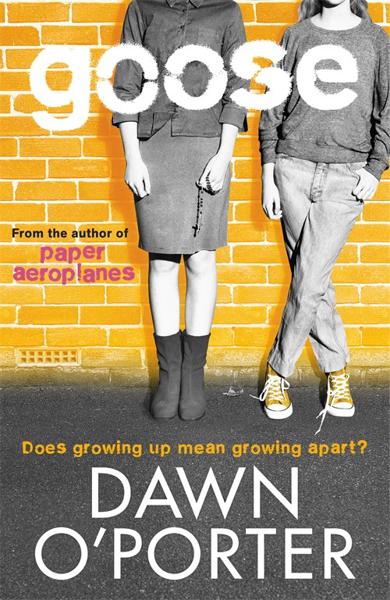 goose
From the author of
paper
aeroplanes
Does growing up mean growing apart?
DAWN
O'PORTER